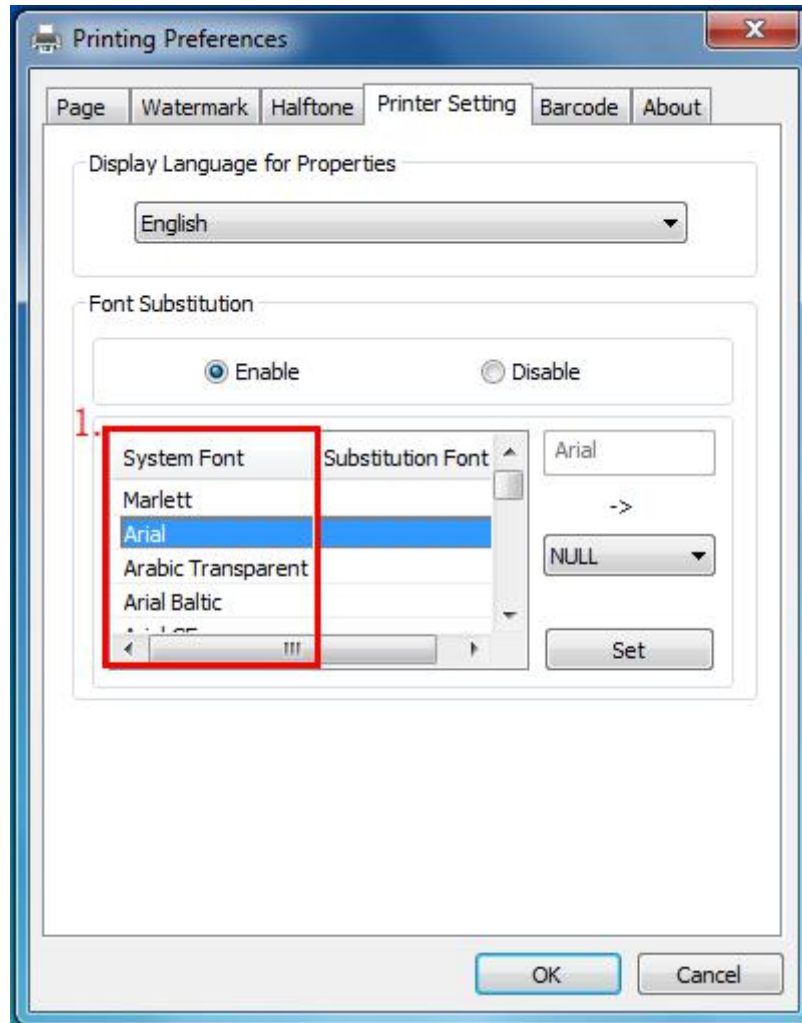 Printing Preferences
Page Watermark Halftone Printer Setting Barcode About
Display Language for Properties
English
Font Substitution
Enable Disable
1.
System Font Substitution Font
Marlett
Arial
Arabic Transparent
Arial Baltic
Arial
->
NULL
Set
OK Cancel